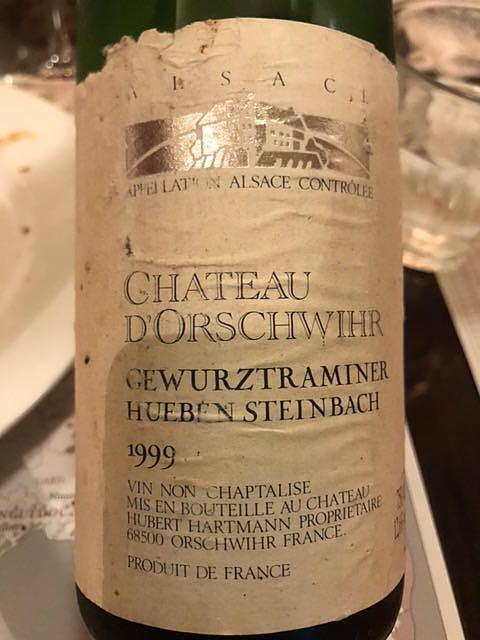 ALSACE
APPELLATION ALSACE CONTRÔLÉE
CHATEAU
D'ORSCHWIHR
GEWURZTRAMINER
HUEBEN STEINBACH
1999
VIN NON CHAPTALISE
MIS EN BOUTEILLE AU CHATEAU
HUBERT HARTMANN PROPRIETAIRE
68500 ORSCHWIHR FRANCE.
PRODUIT DE FRANCE